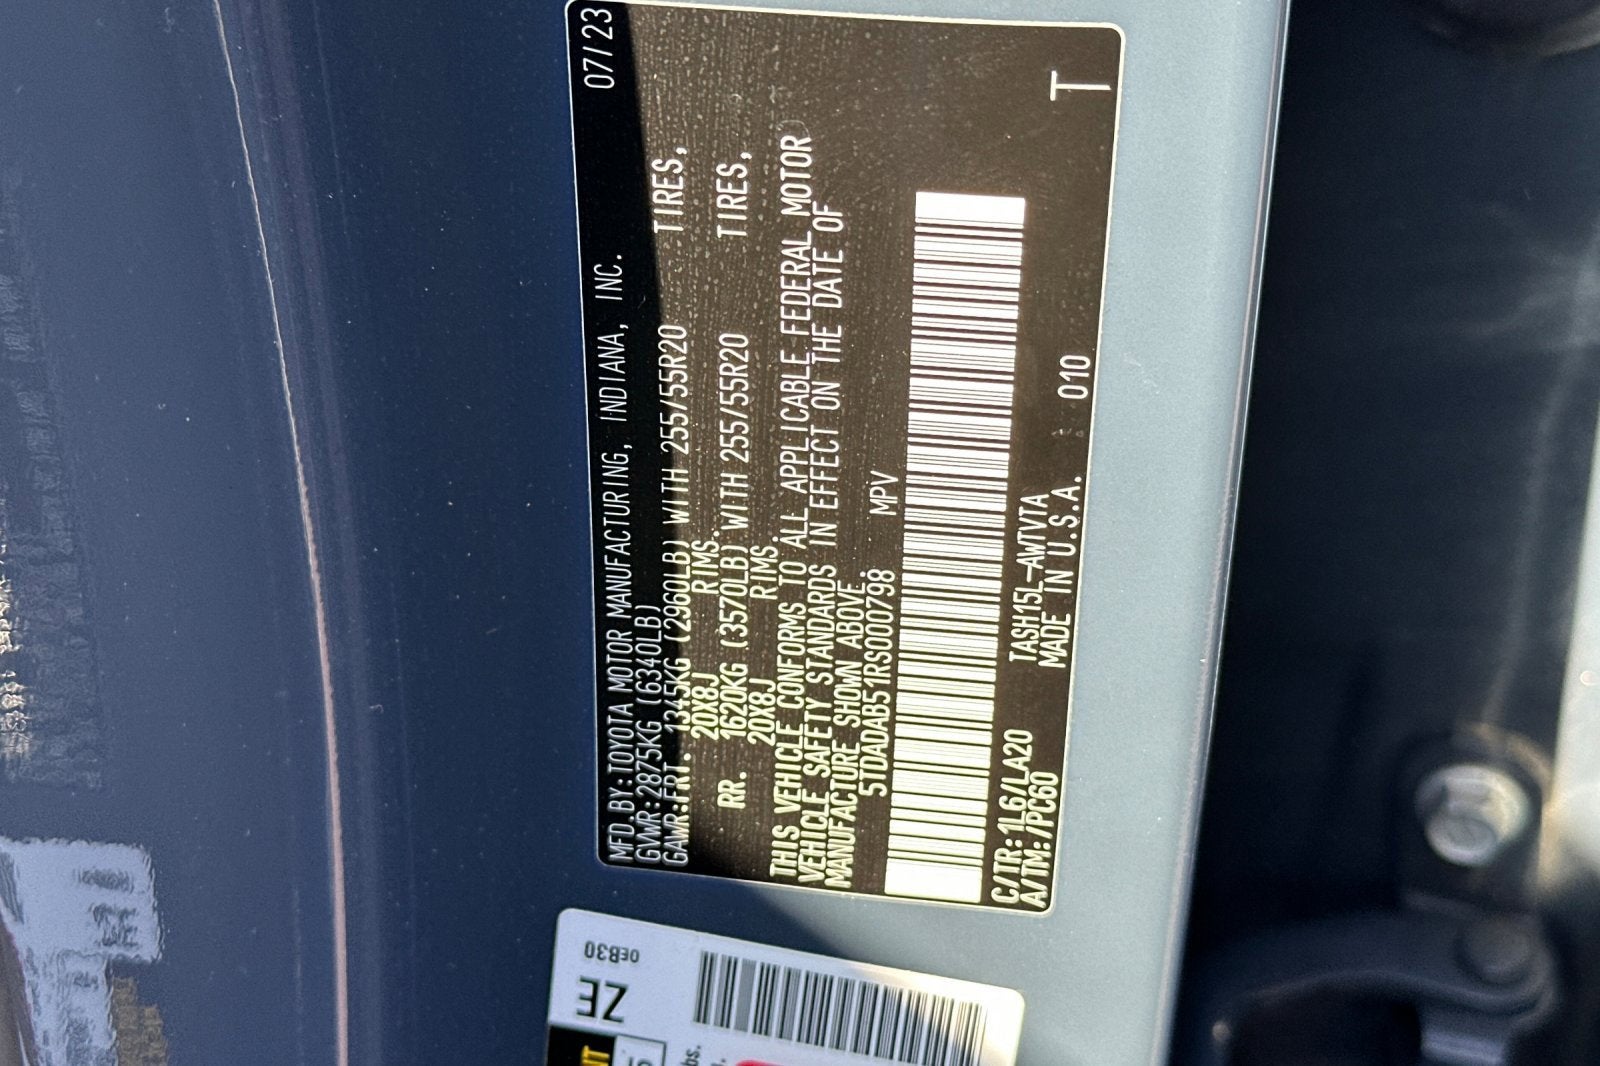 MFD.BY:TOYOTA MOTOR MANUFACTURING, INDIANA, INC. 07/23
GVWR:2875KG (6340LB)
GAWR:FRT. 1345KG (2960LB) WITH 255/55R20 TIRES,
20X8J RIMS.
RR. 1620KG (3570LB) WITH 255/55R20 TIRES,
20X8J RIMS.
THIS VEHICLE CONFORMS TO ALL APPLICABLE FEDERAL MOTOR
VEHICLE SAFETY STANDARDS IN EFFECT ON THE DATE OF
MANUFACTURE SHOWN ABOVE.
5TDADAB51RS000798 MPV
C/TR:1L6/LA20 TASH15L-AWTVTA
A/TM:/PC60 MADE IN U.S.A. 010 T
0EB30
ZE
NT
bs.